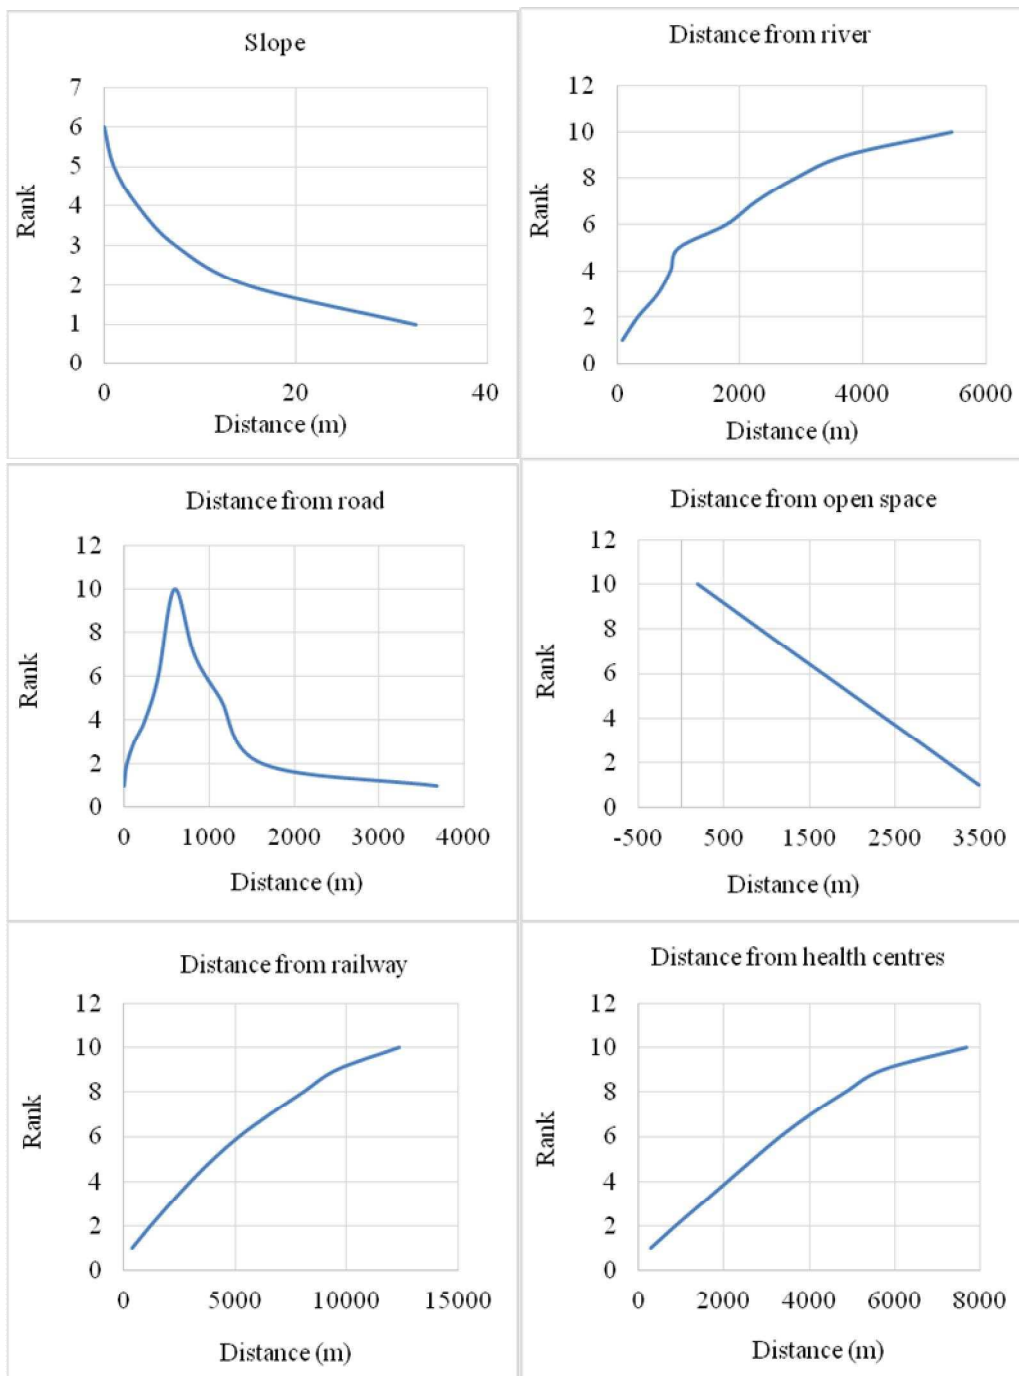 Slope
7
6
5
4
3
2
1
0
Rank
0 20 40
Distance (m)
Distance from river
12
10
8
6
4
2
0
Rank
0 2000 4000 6000
Distance (m)
Distance from road
12
10
8
6
4
2
0
Rank
0 1000 2000 3000 4000
Distance (m)
Distance from open space
12
10
8
6
4
2
0
Rank
-500 500 1500 2500 3500
Distance (m)
Distance from railway
12
10
8
6
4
2
0
Rank
0 5000 10000 15000
Distance (m)
Distance from health centres
12
10
8
6
4
2
0
Rank
0 2000 4000 6000 8000
Distance (m)